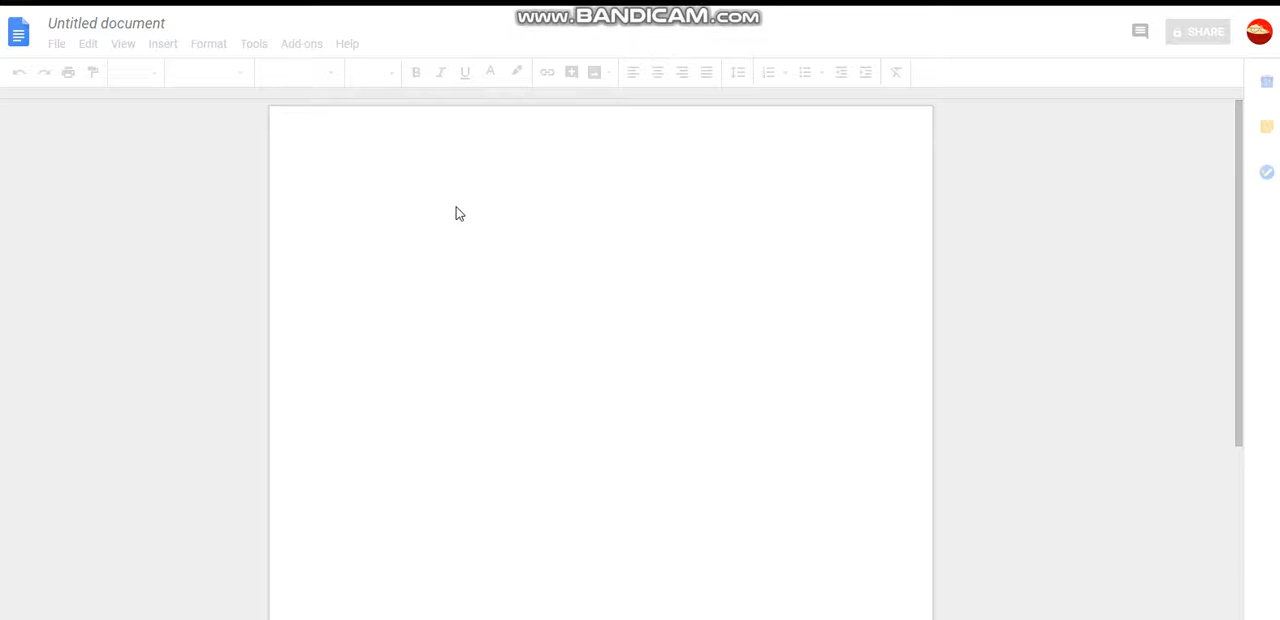 Untitled document
www.BANDICAM.com
File Edit View Insert Format Tools Add-ons Help
SHARE